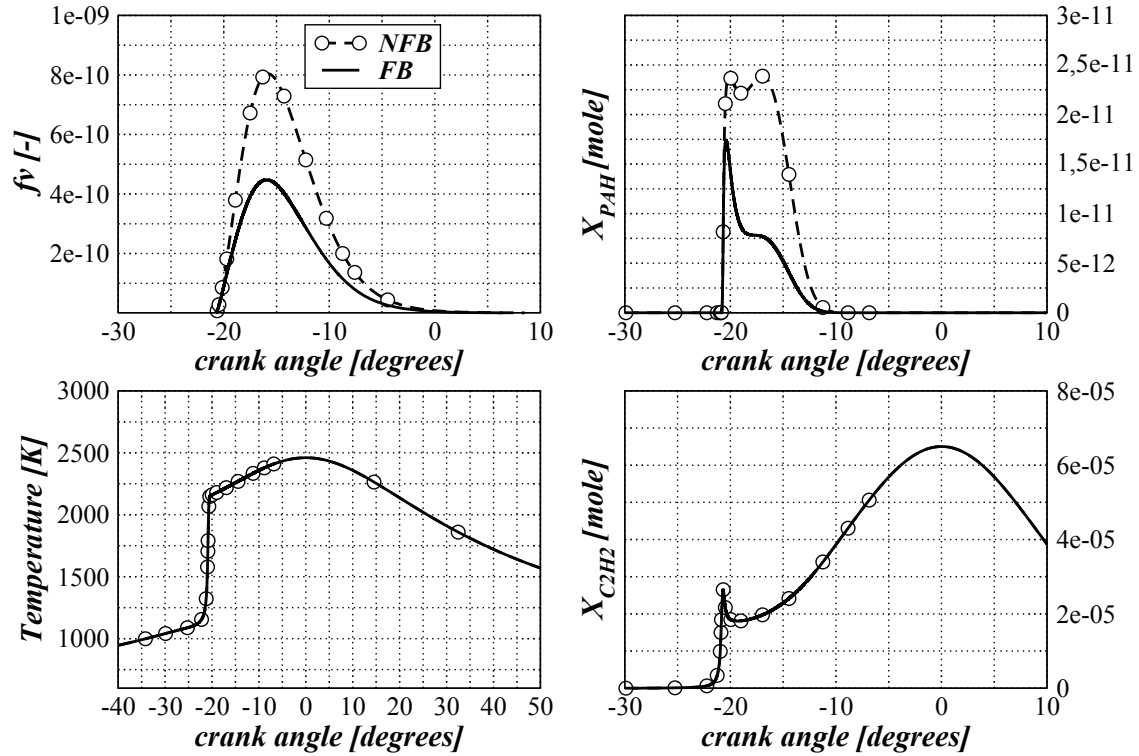 1e-09
8e-10
6e-10
4e-10
2e-10
fv [-]
NFB
FB
-30 -20 -10 0 10
crank angle [degrees]
3e-11
2,5e-11
2e-11
1,5e-11
1e-11
5e-12
0
X_PAH [mole]
-30 -20 -10 0 10
crank angle [degrees]
3000
2500
2000
1500
1000
Temperature [K]
-40 -30 -20 -10 0 10 20 30 40 50
crank angle [degrees]
8e-05
6e-05
4e-05
2e-05
0
X_C2H2 [mole]
-30 -20 -10 0 10
crank angle [degrees]